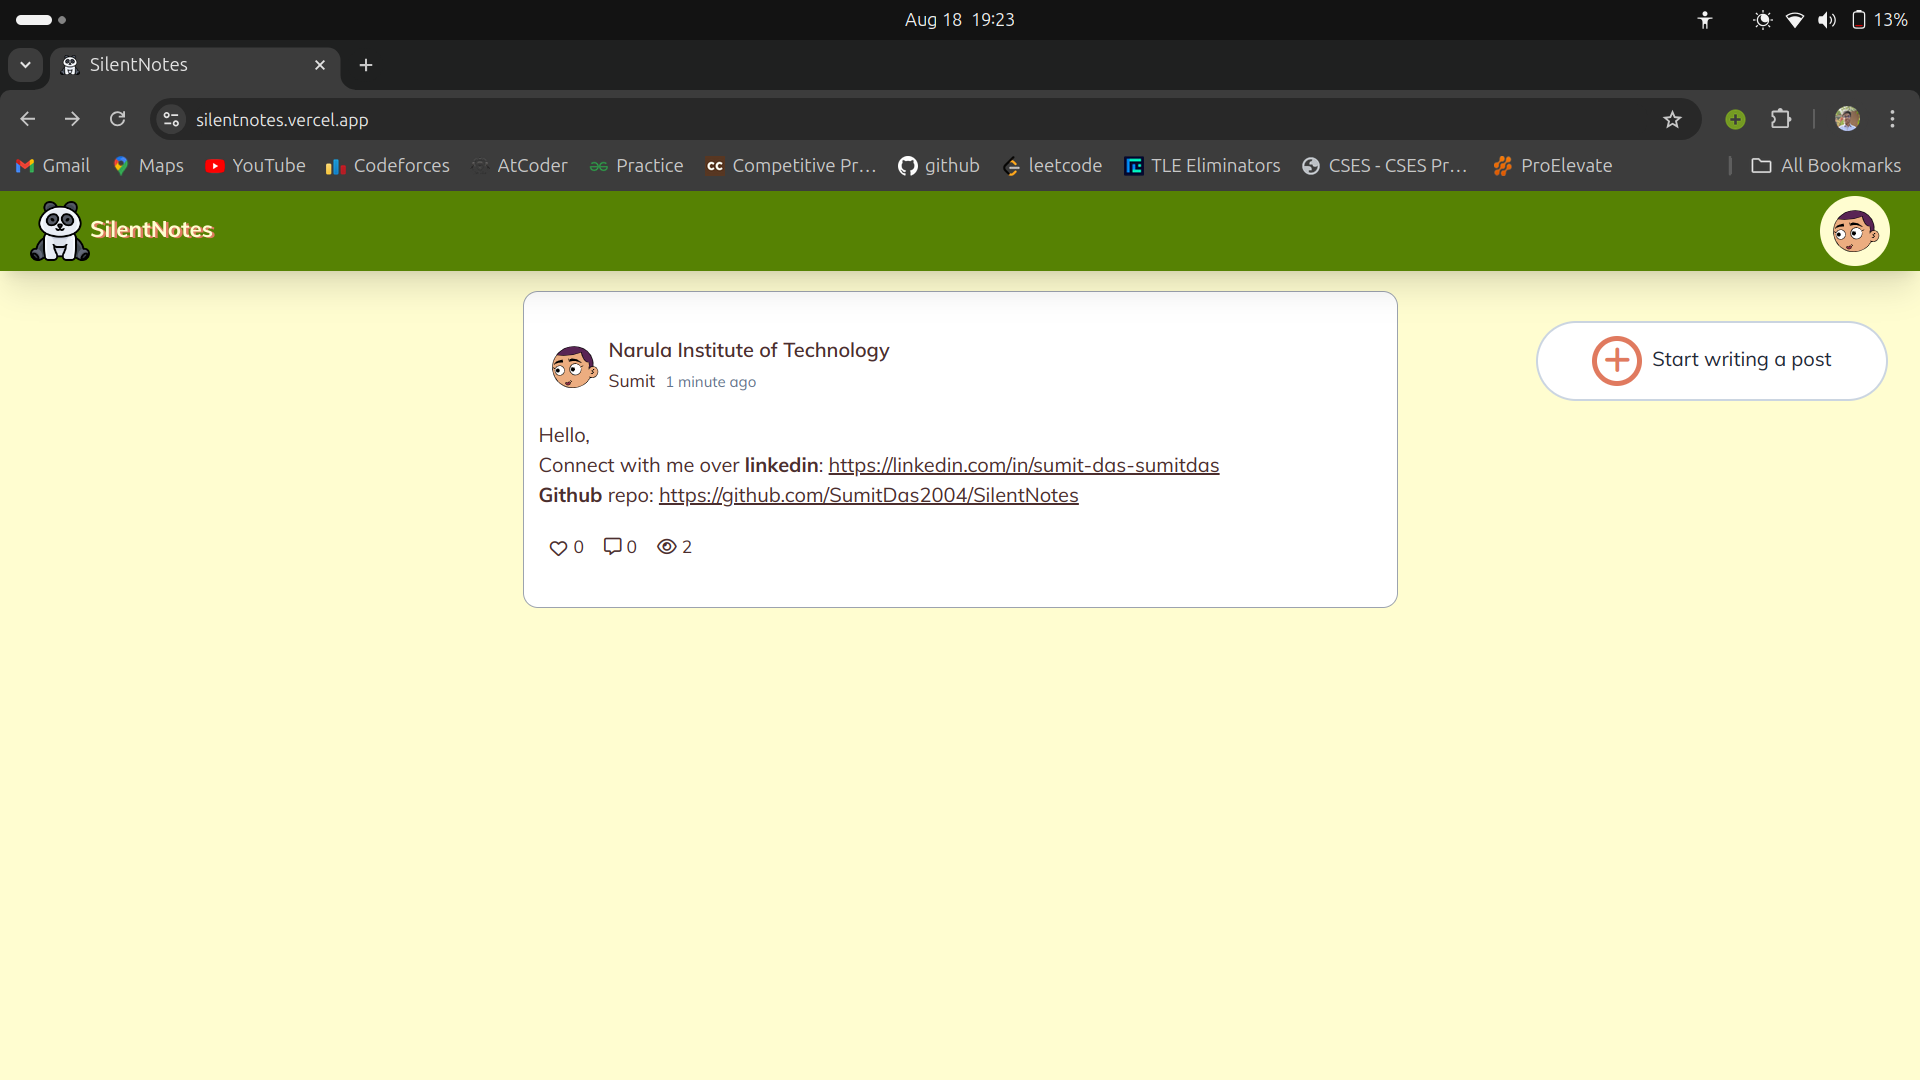 Aug 18 19:23
13%
SilentNotes
silentnotes.vercel.app
Gmail Maps YouTube Codeforces AtCoder Practice CC Competitive Pr... github leetcode TLE Eliminators CSES - CSES Pr... ProElevate All Bookmarks
SilentNotes
Narula Institute of Technology
Sumit 1 minute ago
Start writing a post
Hello,
Connect with me over linkedin: https://linkedin.com/in/sumit-das-sumitdas
Github repo: https://github.com/SumitDas2004/SilentNotes
0 0 2